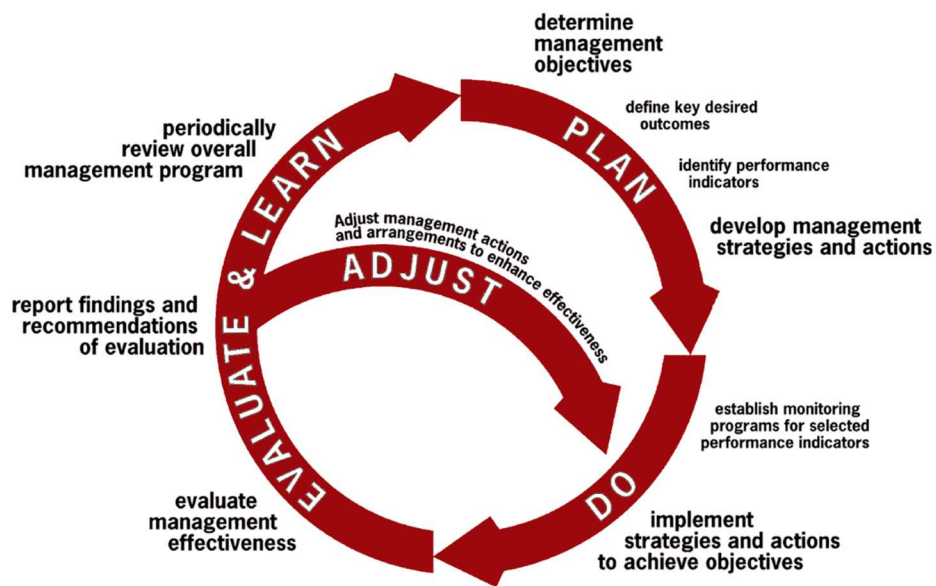 determine
management
objectives
define key desired
outcomes
PLAN
identify performance
indicators
develop management
strategies and actions
establish monitoring
programs for selected
performance indicators
DO
implement
strategies and actions
to achieve objectives
evaluate
management
effectiveness
EVALUATE & LEARN
report findings and
recommendations
of evaluation
periodically
review overall
management program
Adjust management actions
and arrangements to enhance effectiveness
ADJUST